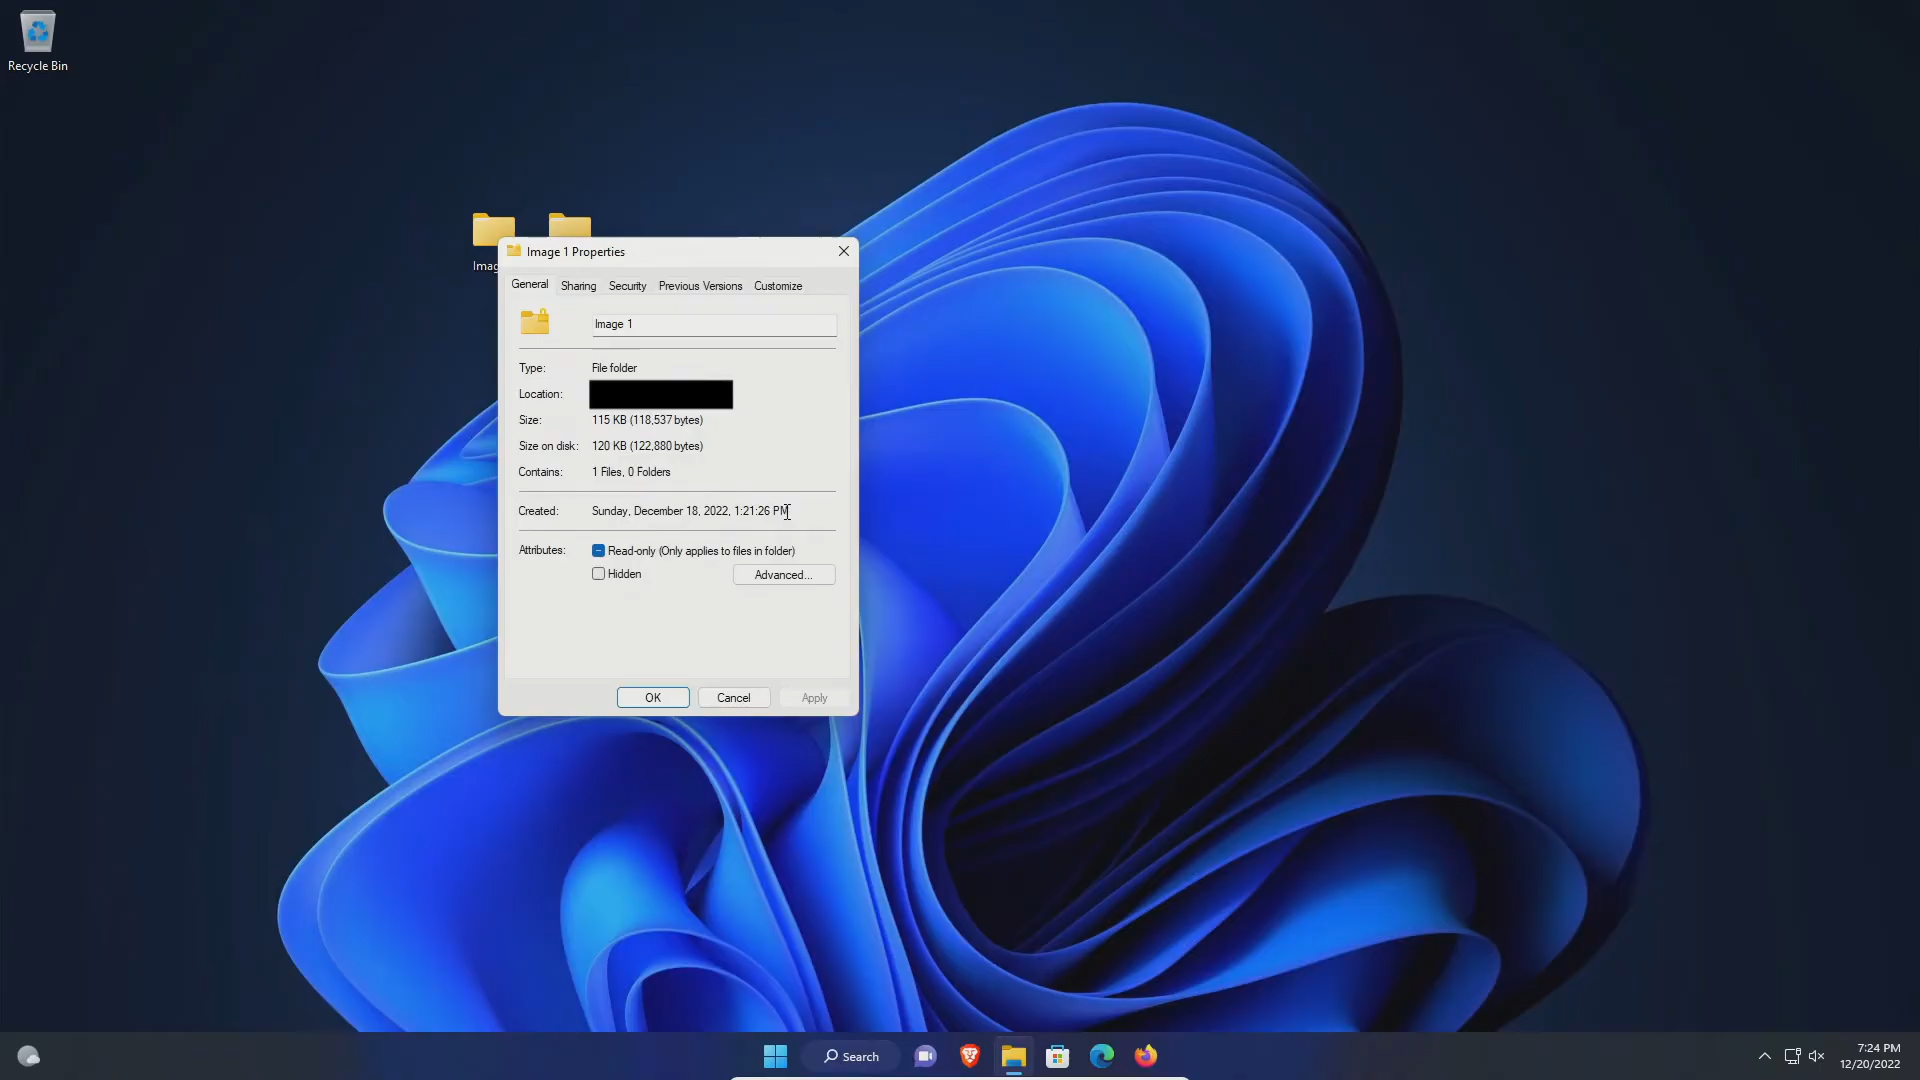 Recycle Bin
Imag
Image 1 Properties
General Sharing Security Previous Versions Customize
Image 1
Type: File folder
Location:
Size: 115 KB (118,537 bytes)
Size on disk: 120 KB (122,880 bytes)
Contains: 1 Files, 0 Folders
Created: Sunday, December 18, 2022, 1:21:26 PM
Attributes: Read-only (Only applies to files in folder)
Hidden Advanced...
OK Cancel Apply
Search
7:24 PM
12/20/2022